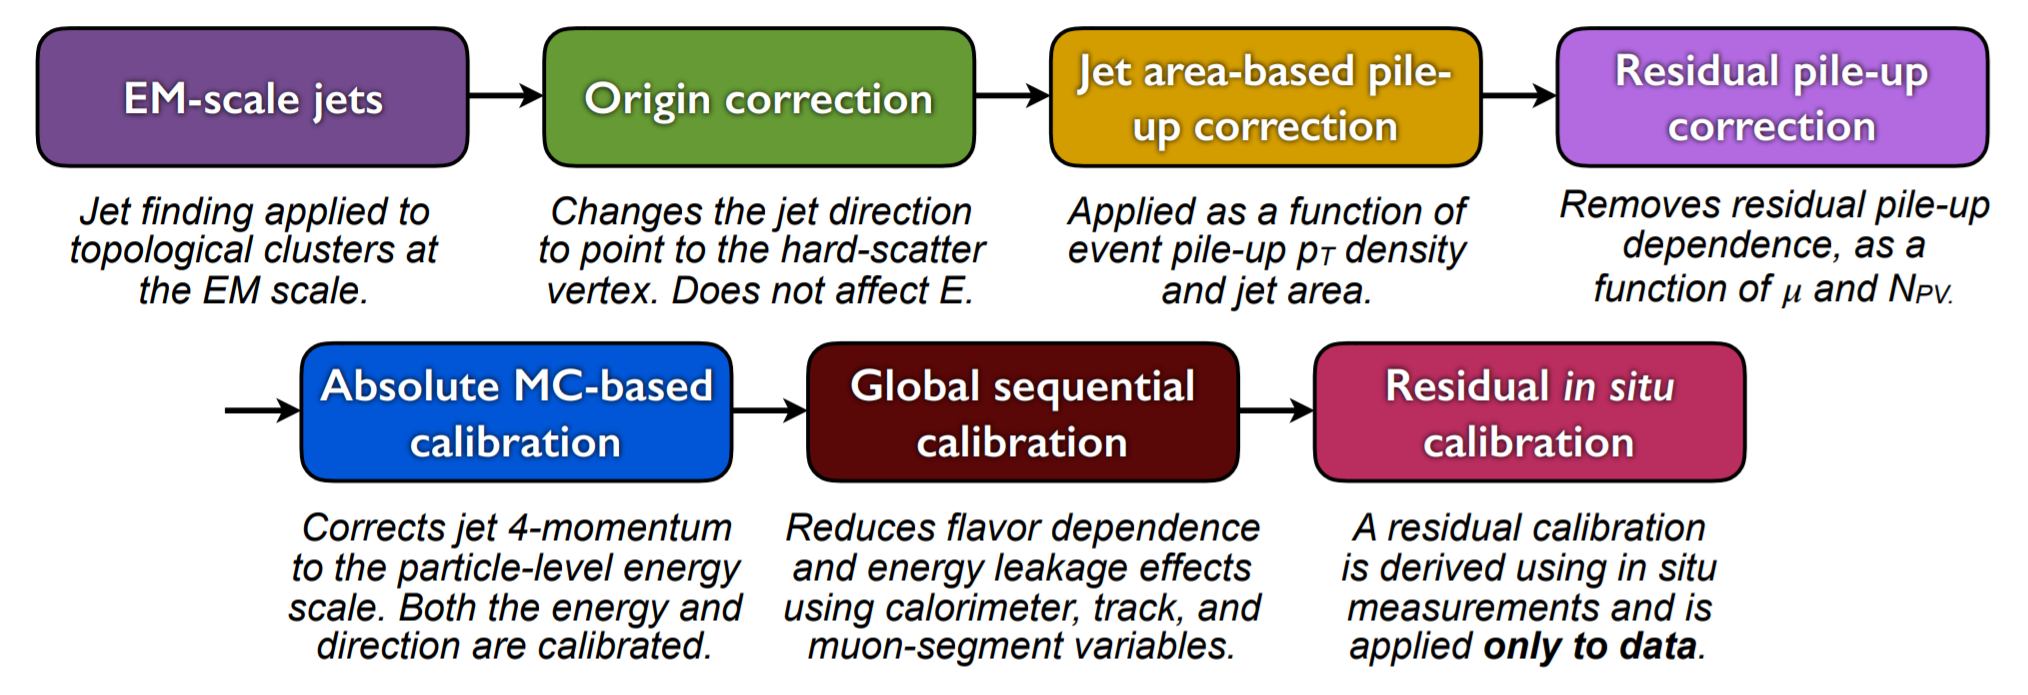 EM-scale jets
Jet finding applied to
topological clusters at
the EM scale.
Origin correction
Changes the jet direction
to point to the hard-scatter
vertex. Does not affect E.
Jet area-based pile-
up correction
Applied as a function of
event pile-up pT density
and jet area.
Residual pile-up
correction
Removes residual pile-up
dependence, as a
function of μ and NPV.
Absolute MC-based
calibration
Corrects jet 4-momentum
to the particle-level energy
scale. Both the energy and
direction are calibrated.
Global sequential
calibration
Reduces flavor dependence
and energy leakage effects
using calorimeter, track, and
muon-segment variables.
Residual in situ
calibration
A residual calibration
is derived using in situ
measurements and is
applied only to data.